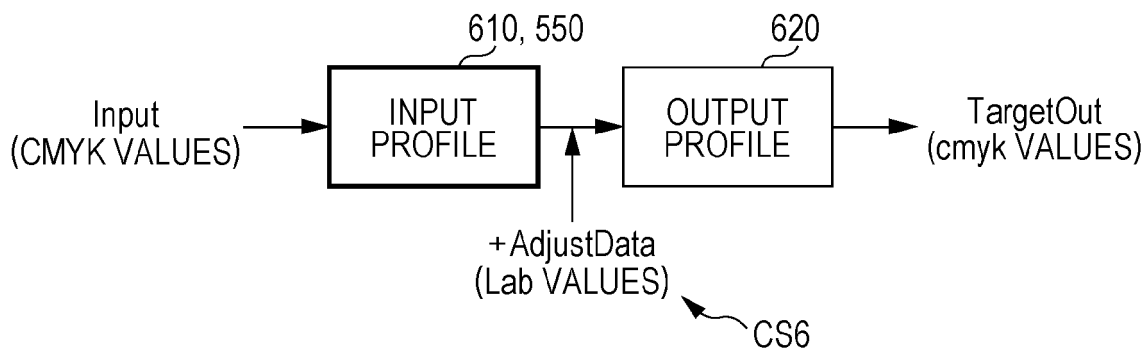 610, 550
620
Input
(CMYK VALUES)
INPUT
PROFILE
OUTPUT
PROFILE
TargetOut
(cmyk VALUES)
+AdjustData
(Lab VALUES)
CS6